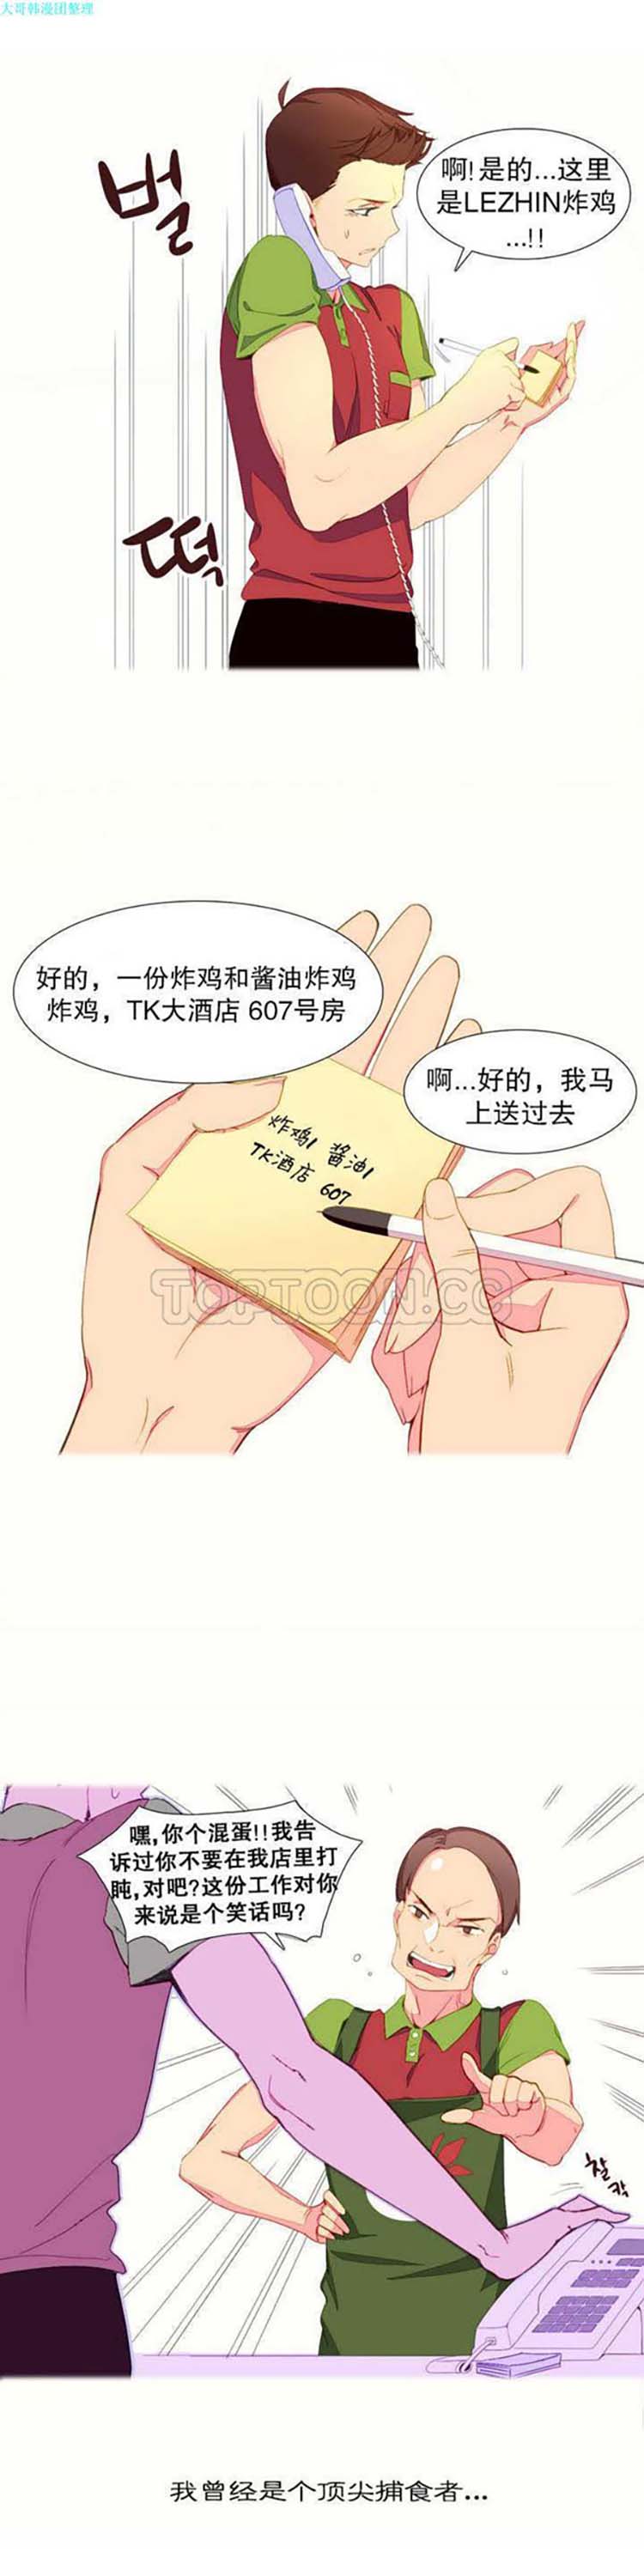 大哥韩漫团整理
벌
啊!是的...这里
是LEZHIN炸鸡
...!!
떡
好的，一份炸鸡和酱油炸鸡
炸鸡，TK大酒店 607号房
啊...好的，我马
上送过去
炸鸡1 酱油1
TK酒店 607
TOPTOON.CC
嘿,你个混蛋!!我告
诉过你不要在我店里打
盹,对吧?这份工作对你
来说是个笑话吗?
찰
칵
我曾经是个顶尖捕食者...